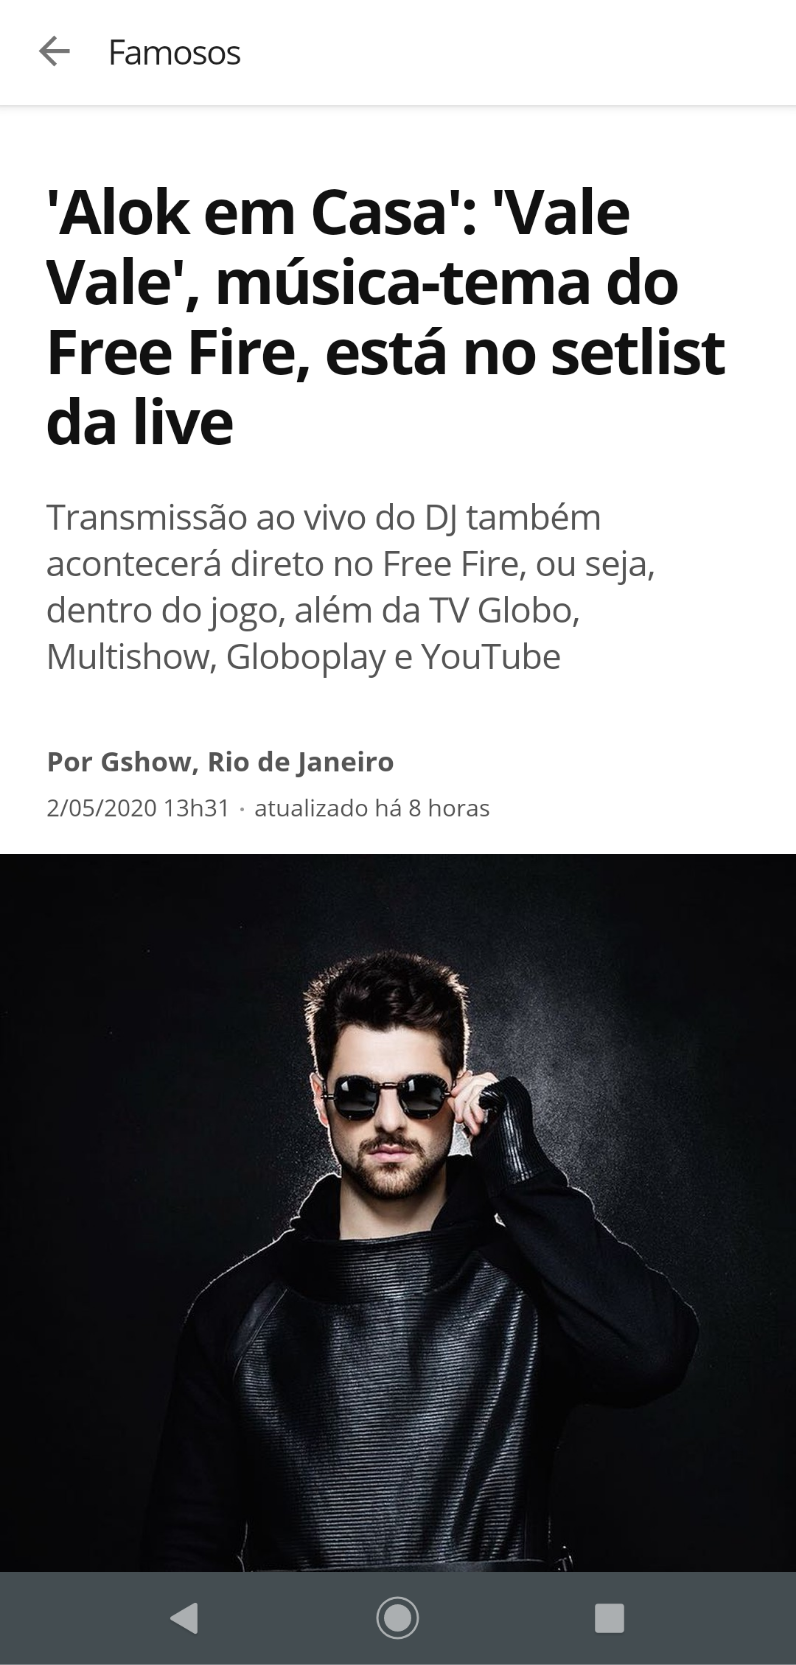 Famosos
'Alok em Casa': 'Vale
Vale', música-tema do
Free Fire, está no setlist
da live
Transmissão ao vivo do DJ também
acontecerá direto no Free Fire, ou seja,
dentro do jogo, além da TV Globo,
Multishow, Globoplay e YouTube
Por Gshow, Rio de Janeiro
2/05/2020 13h31 · atualizado há 8 horas